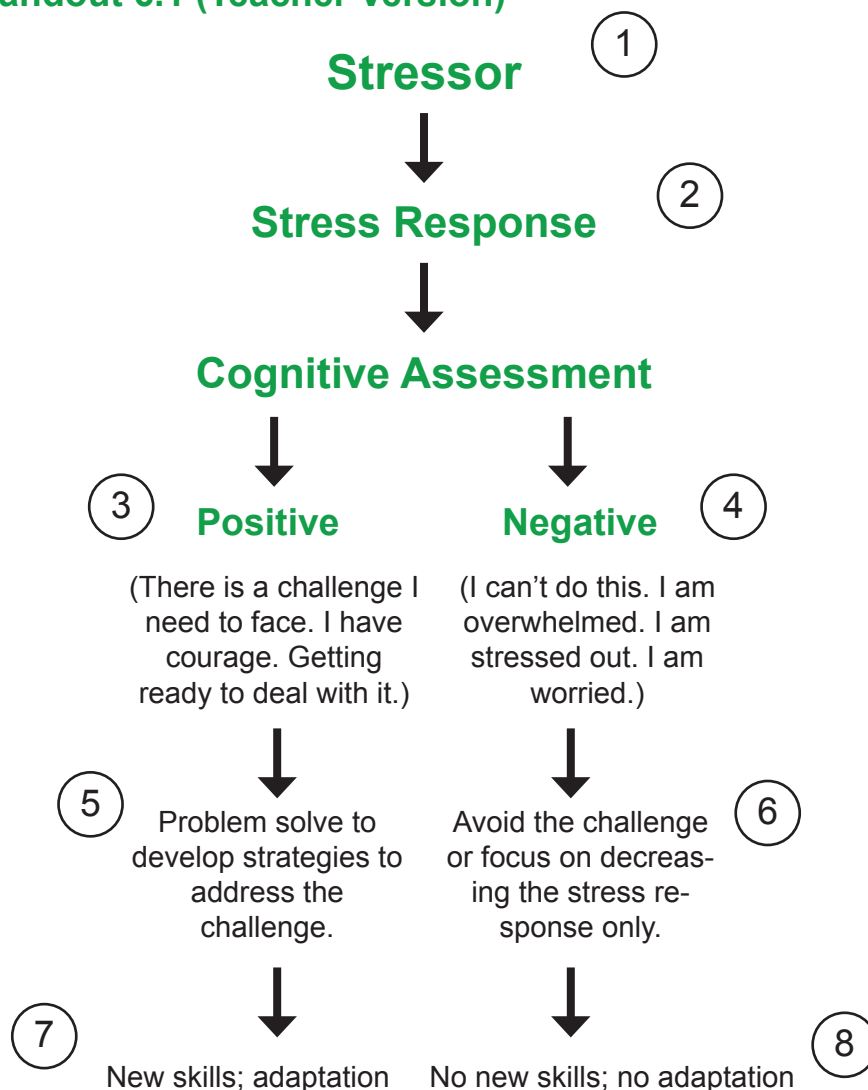 (Teacher Version)
1
Stressor
2
Stress Response
Cognitive Assessment
3
Positive
Negative
4
(There is a challenge I
need to face. I have
courage. Getting
ready to deal with it.)
(I can’t do this. I am
overwhelmed. I am
stressed out. I am
worried.)
5
Problem solve to
develop strategies to
address the
challenge.
Avoid the challenge
or focus on decreas-
ing the stress re-
sponse only.
6
7
New skills; adaptation
No new skills; no adaptation
8